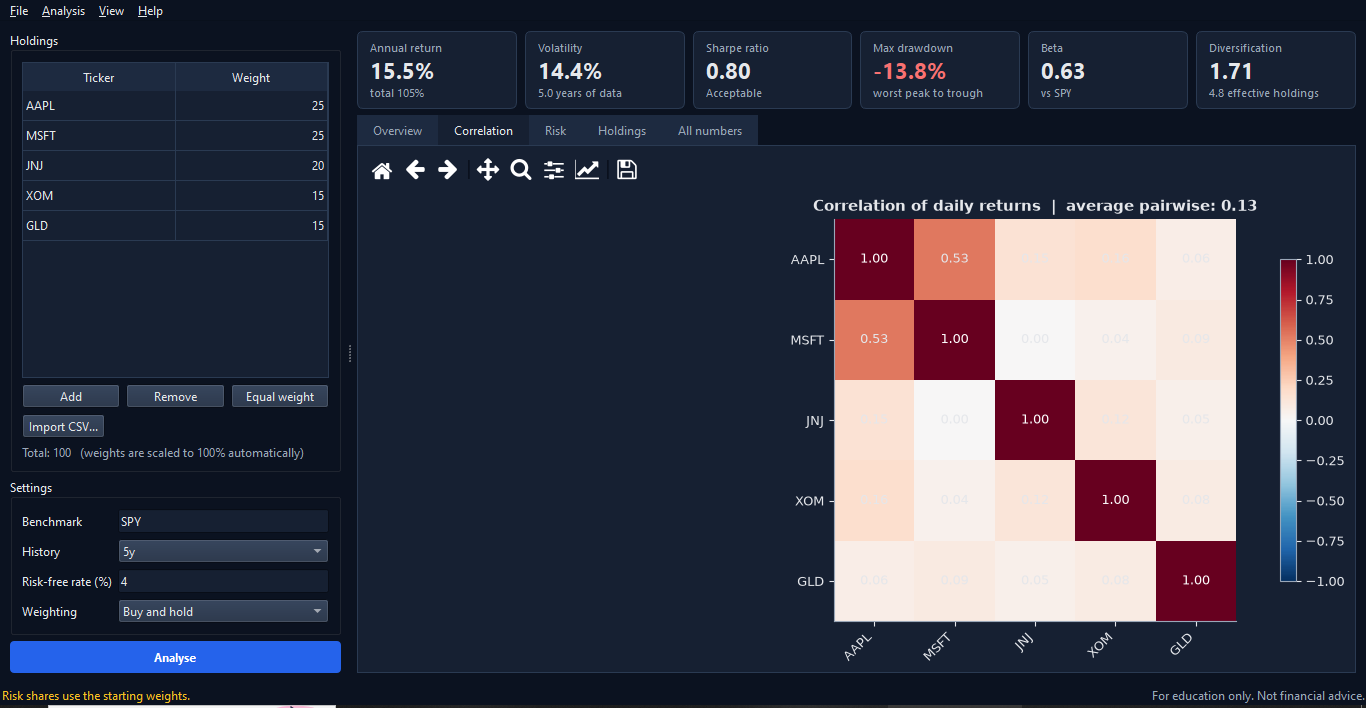 File Analysis View Help
Holdings
Ticker Weight
AAPL 25
MSFT 25
JNJ 20
XOM 15
GLD 15
Add Remove Equal weight
Import CSV...
Total: 100 (weights are scaled to 100% automatically)
Settings
Benchmark SPY
History 5y
Risk-free rate (%) 4
Weighting Buy and hold
Analyse
Risk shares use the starting weights.
Annual return
15.5%
total 105%
Volatility
14.4%
5.0 years of data
Sharpe ratio
0.80
Acceptable
Max drawdown
-13.8%
worst peak to trough
Beta
0.63
vs SPY
Diversification
1.71
4.8 effective holdings
Overview Correlation Risk Holdings All numbers
Correlation of daily returns | average pairwise: 0.13
AAPL 1.00 0.53 0.06
MSFT 0.53 1.00 0.00 0.04
JNJ 0.00 1.00 0.12 0.05
XOM 0.04 0.12 1.00 0.08
GLD 0.06 0.05 0.08 1.00
AAPL MSFT JNJ XOM GLD
1.00
0.75
0.50
0.25
0.00
−0.25
−0.50
−0.75
−1.00
For education only. Not financial advice.